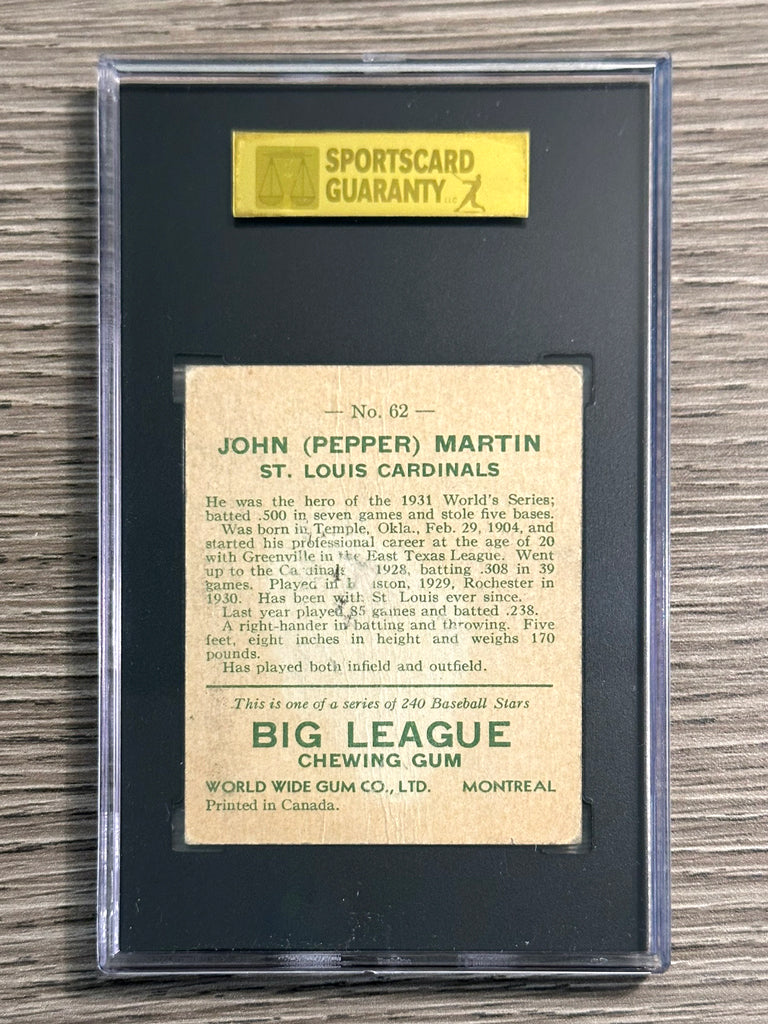 SPORTSCARD
GUARANTY LLC
— No. 62 —
JOHN (PEPPER) MARTIN
ST. LOUIS CARDINALS
He was the hero of the 1931 World's Series;
batted .500 in seven games and stole five bases.
Was born in Temple, Okla., Feb. 29, 1904, and
started his professional career at the age of 20
with Greenville in the East Texas League. Went
up to the Cardinals 1928, batting .308 in 39
games. Played in 1929, Rochester in
1930. Has been with St. Louis ever since.
Last year played 85 games and batted .238.
A right-hander in batting and throwing. Five
feet, eight inches in height and weighs 170
pounds.
Has played both infield and outfield.
This is one of a series of 240 Baseball Stars
BIG LEAGUE
CHEWING GUM
WORLD WIDE GUM CO., LTD. MONTREAL
Printed in Canada.